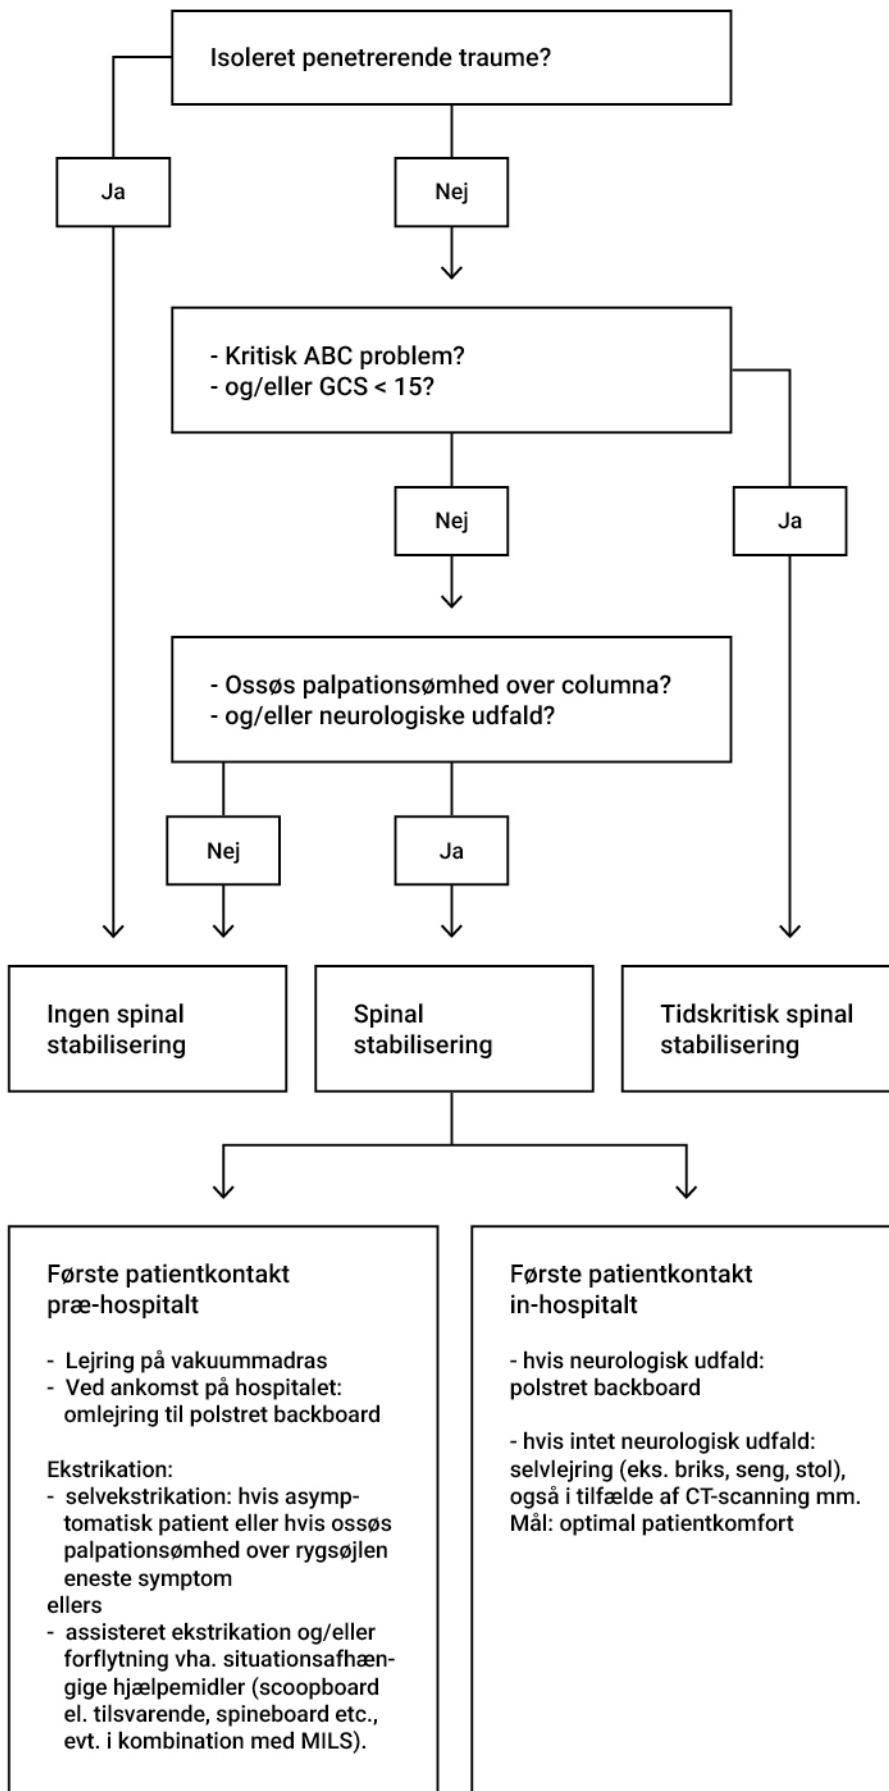 Isoleret penetrerende traume?
Ja
Nej
- Kritisk ABC problem?
- og/eller GCS < 15?
Nej
Ja
- Ossøs palpationsømhed over columna?
- og/eller neurologiske udfald?
Nej
Ja
Ingen spinal
stabilisering
Spinal
stabilisering
Tidskritisk spinal
stabilisering
Første patientkontakt
præ-hospitalt
- Lejring på vakuummadras
- Ved ankomst på hospitalet:
omlejring til polstret backboard
Ekstrikation:
- selvekstrikation: hvis asymp-
tomatisk patient eller hvis ossøs
palpationsømhed over rygsøjlen
eneste symptom
ellers
- assisteret ekstrikation og/eller
forflytning vha. situationsafhæn-
gige hjælpemidler (scoopboard
el. tilsvarende, spineboard etc.,
evt. i kombination med MILS).
Første patientkontakt
in-hospitalt
- hvis neurologisk udfald:
polstret backboard
- hvis intet neurologisk udfald:
selvlejring (eks. briks, seng, stol),
også i tilfælde af CT-scanning mm.
Mål: optimal patientkomfort